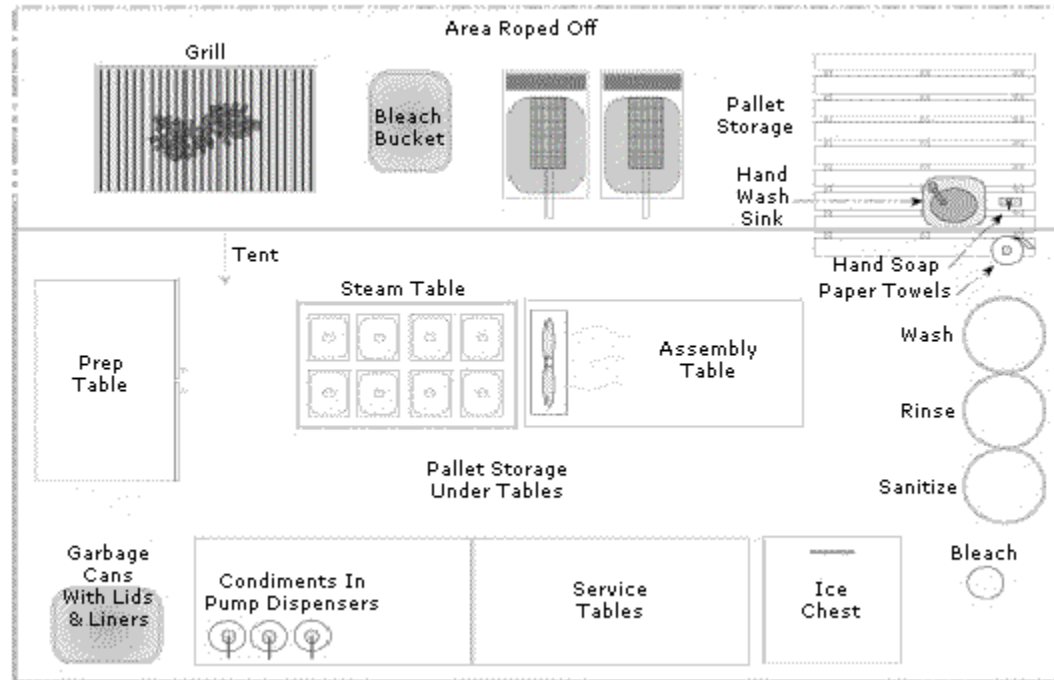 Area Roped Off
Grill
Bleach
Bucket
Pallet
Storage
Hand
Wash
Sink
Tent
Hand Soap
Paper Towels
Steam Table
Prep
Table
Assembly
Table
Wash
Rinse
Sanitize
Pallet Storage
Under Tables
Garbage
Cans
With Lids
& Liners
Condiments In
Pump Dispensers
Service
Tables
Ice
Chest
Bleach